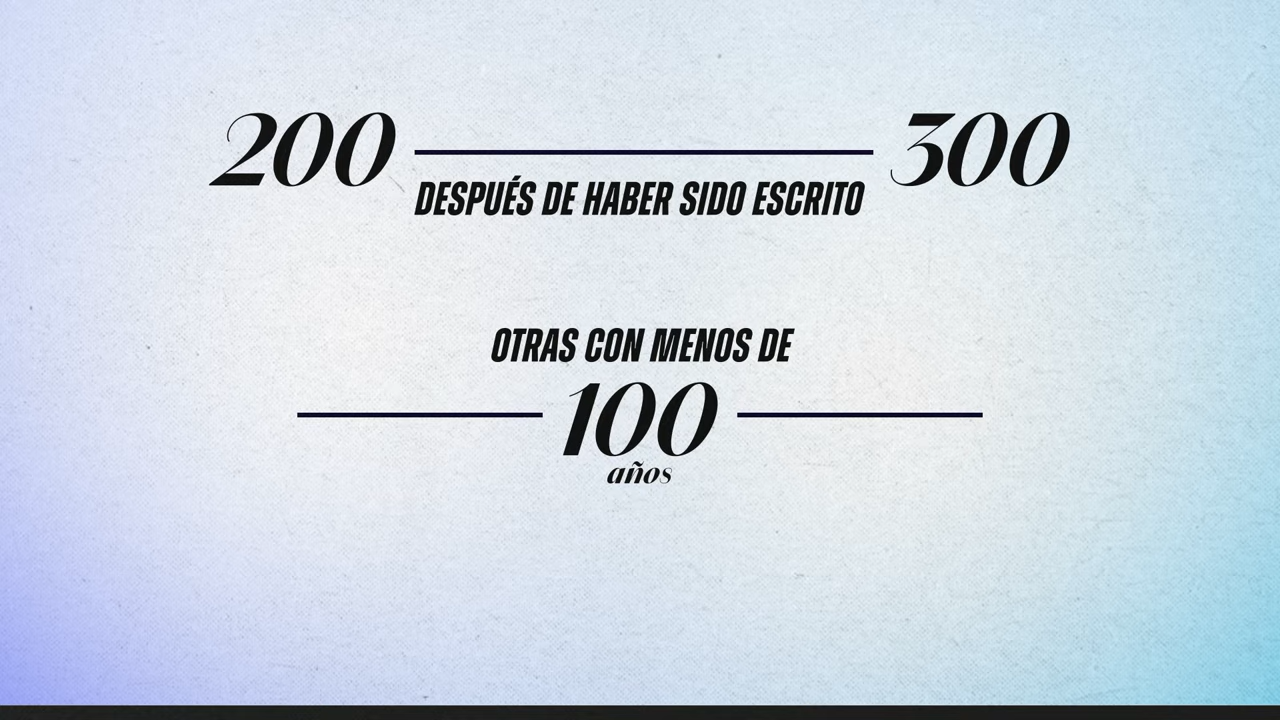 200 300
DESPUÉS DE HABER SIDO ESCRITO
OTRAS CON MENOS DE
100
años